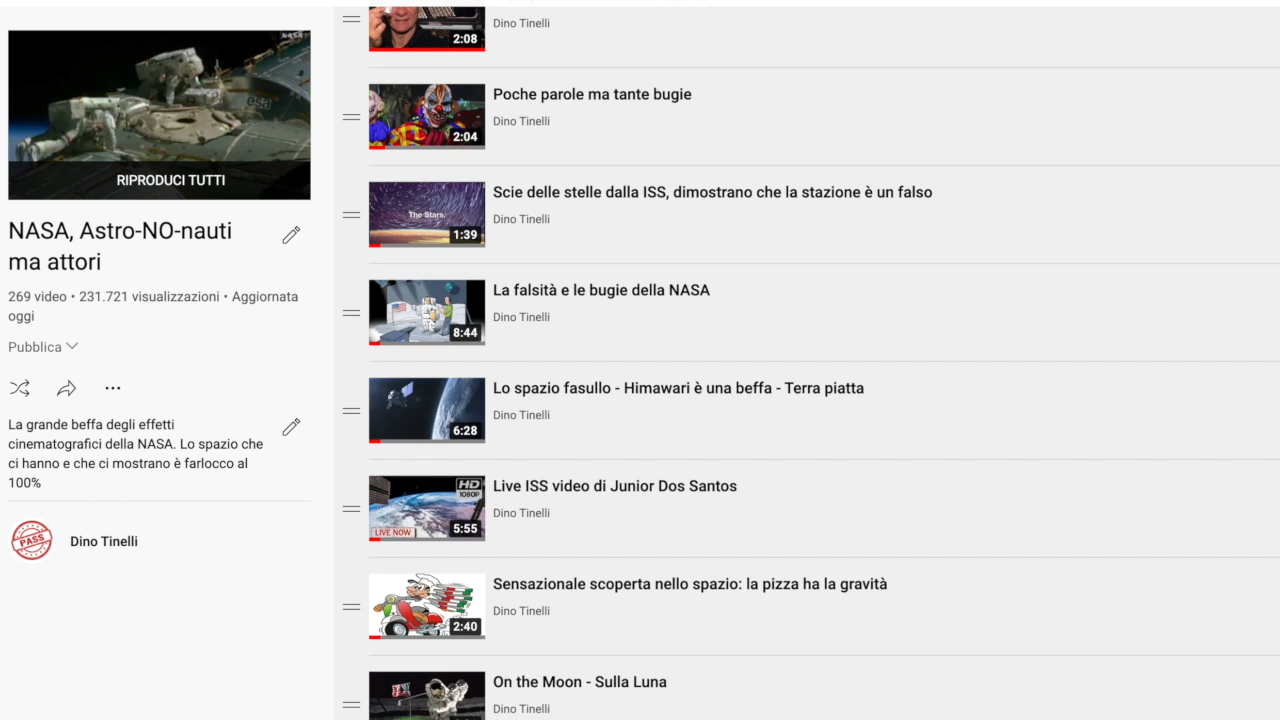 NASA
esa
RIPRODUCI TUTTI
NASA, Astro-NO-nauti
ma attori
269 video • 231.721 visualizzazioni • Aggiornata
oggi
Pubblica
La grande beffa degli effetti
cinematografici della NASA. Lo spazio che
ci hanno e che ci mostrano è farlocco al
100%
PASS
Dino Tinelli
Dino Tinelli
2:08
Poche parole ma tante bugie
Dino Tinelli
2:04
Scie delle stelle dalla ISS, dimostrano che la stazione è un falso
Dino Tinelli
The Stars.
1:39
La falsità e le bugie della NASA
Dino Tinelli
8:44
Lo spazio fasullo - Himawari è una beffa - Terra piatta
Dino Tinelli
6:28
Live ISS video di Junior Dos Santos
Dino Tinelli
HD
1080P
LIVE NOW
5:55
Sensazionale scoperta nello spazio: la pizza ha la gravità
Dino Tinelli
2:40
On the Moon - Sulla Luna
Dino Tinelli